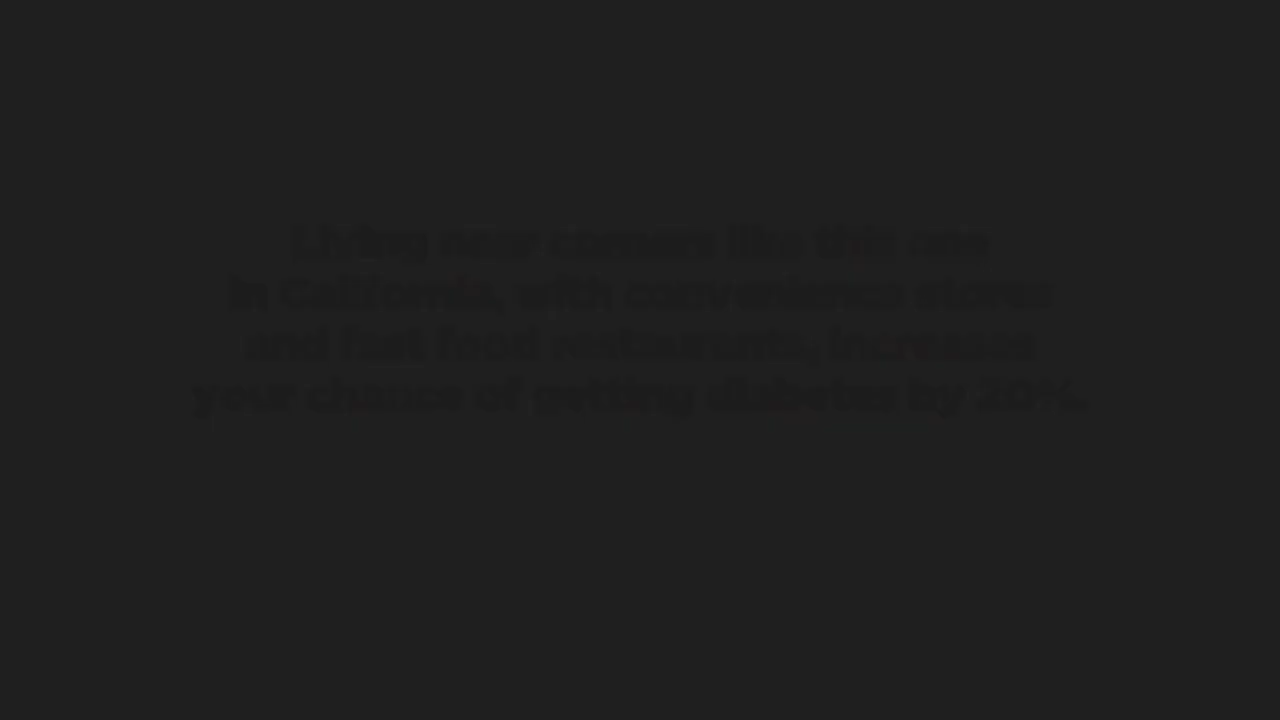 Living near corners like this one
in California, with convenience stores
and fast food restaurants, increases
your chance of getting diabetes by 20%.